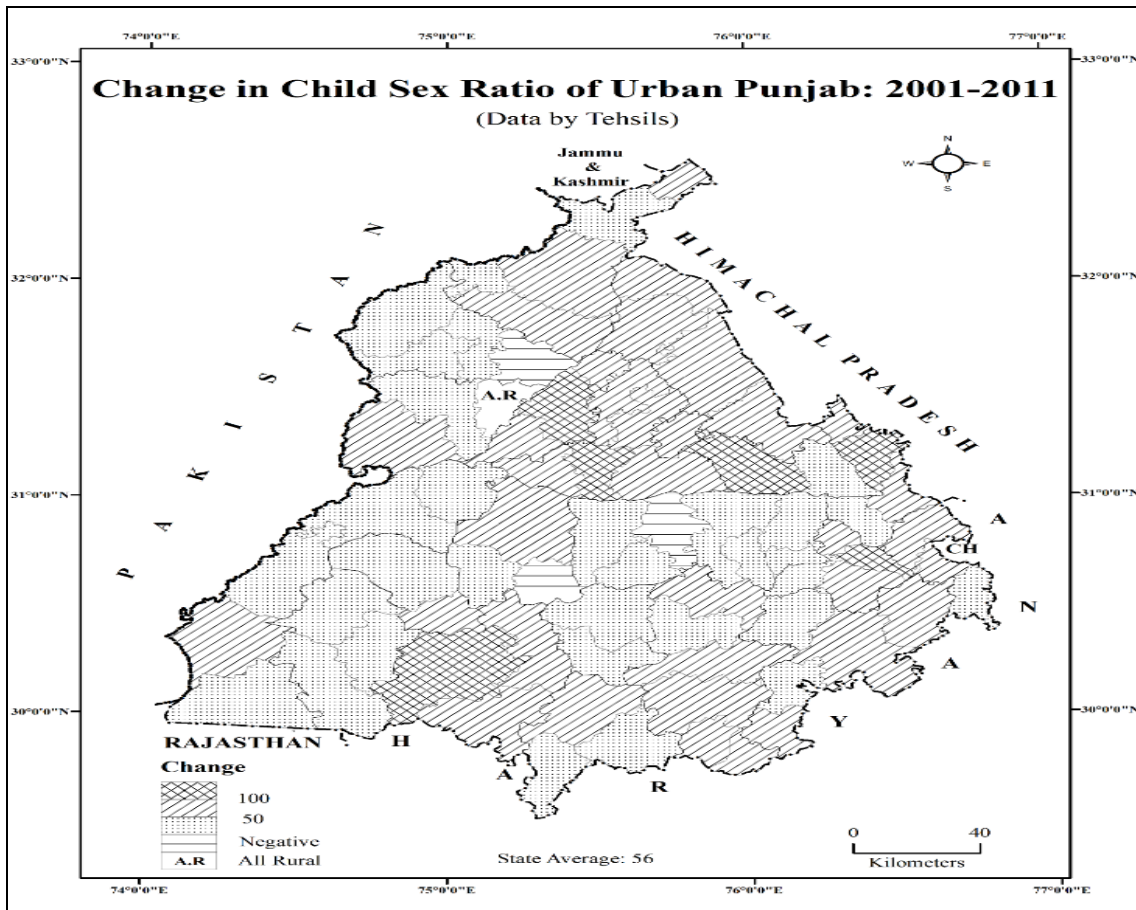 74°0'0"E 75°0'0"E 76°0'0"E 77°0'0"E
33°0'0"N 33°0'0"N
Change in Child Sex Ratio of Urban Punjab: 2001-2011
(Data by Tehsils)
Jammu
&
Kashmir
N
W E
S
PAKISTAN
HIMACHAL PRADESH
32°0'0"N 32°0'0"N
A.R
31°0'0"N 31°0'0"N
CH
HARYANA
30°0'0"N 30°0'0"N
RAJASTHAN
Change
100
50
Negative
A.R All Rural
State Average: 56
0 40
Kilometers
74°0'0"E 75°0'0"E 76°0'0"E 77°0'0"E